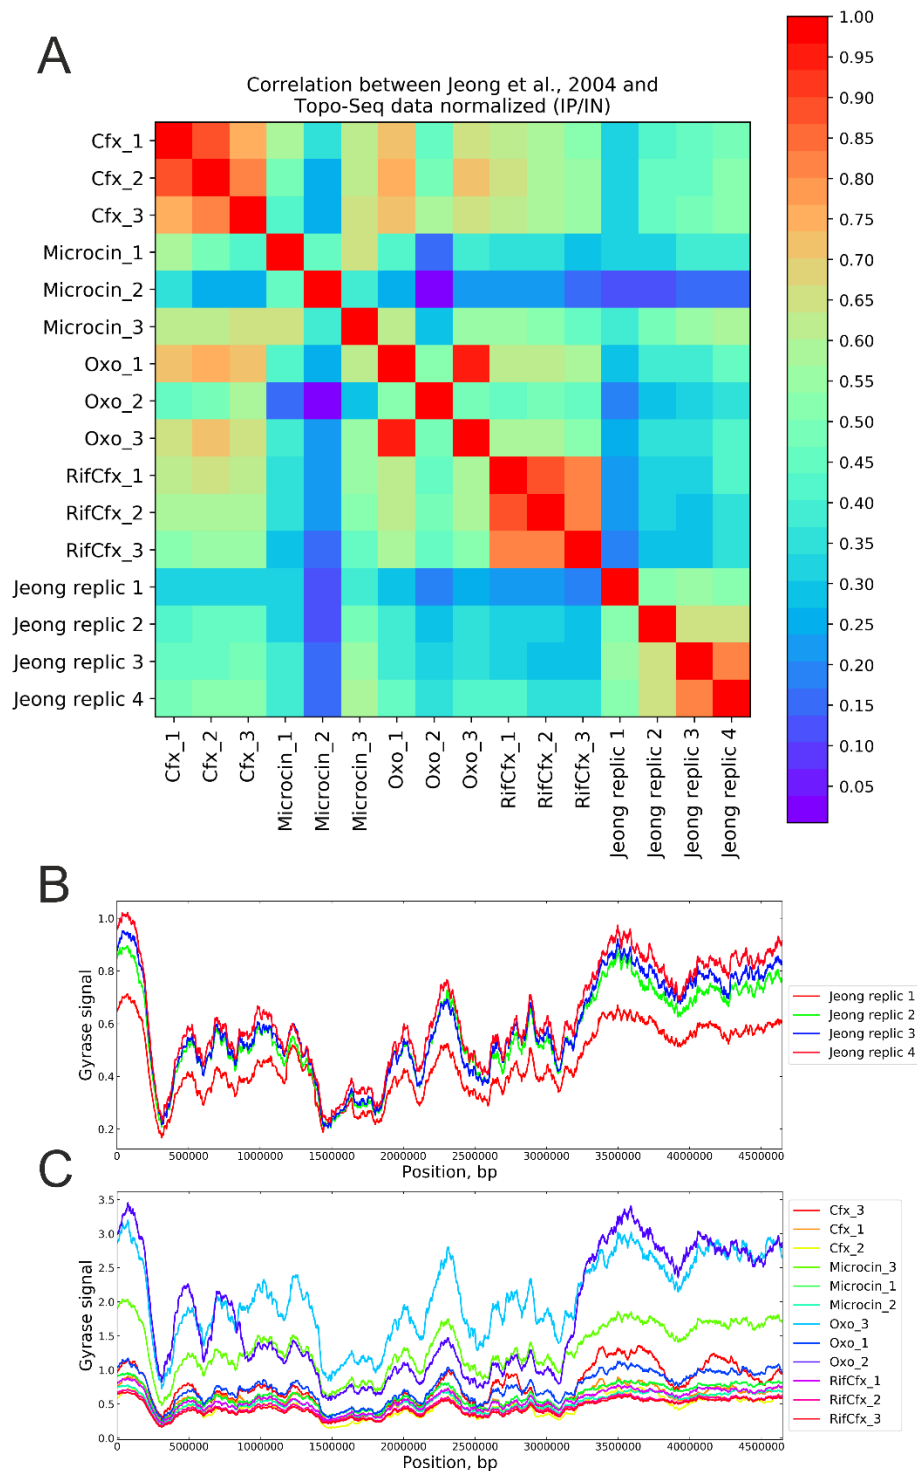 A
Correlation between Jeong et al., 2004 and
Topo-Seq data normalized (IP/IN)
Cfx_1
Cfx_2
Cfx_3
Microcin_1
Microcin_2
Microcin_3
Oxo_1
Oxo_2
Oxo_3
RifCfx_1
RifCfx_2
RifCfx_3
Jeong replic 1
Jeong replic 2
Jeong replic 3
Jeong replic 4
Cfx_1
Cfx_2
Cfx_3
Microcin_1
Microcin_2
Microcin_3
Oxo_1
Oxo_2
Oxo_3
RifCfx_1
RifCfx_2
RifCfx_3
Jeong replic 1
Jeong replic 2
Jeong replic 3
Jeong replic 4
1.00
0.95
0.90
0.85
0.80
0.75
0.70
0.65
0.60
0.55
0.50
0.45
0.40
0.35
0.30
0.25
0.20
0.15
0.10
0.05
B
Gyrase signal
1.0
0.8
0.6
0.4
0.2
0 500000 1000000 1500000 2000000 2500000 3000000 3500000 4000000 4500000
Position, bp
Jeong replic 1
Jeong replic 2
Jeong replic 3
Jeong replic 4
C
Gyrase signal
3.5
3.0
2.5
2.0
1.5
1.0
0.5
0.0
0 500000 1000000 1500000 2000000 2500000 3000000 3500000 4000000 4500000
Position, bp
Cfx_3
Cfx_1
Cfx_2
Microcin_3
Microcin_1
Microcin_2
Oxo_3
Oxo_1
Oxo_2
RifCfx_1
RifCfx_2
RifCfx_3